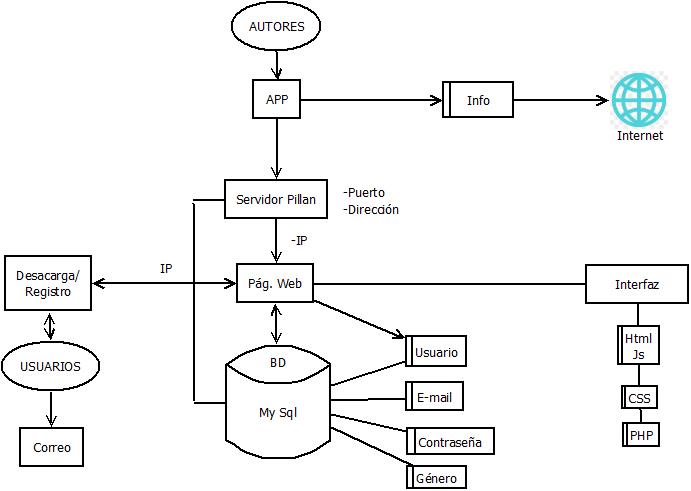 AUTORES
APP
Info
Internet
Servidor Pillan
-Puerto
-Dirección
-IP
IP
Desacarga/
Registro
Pág. Web
Interfaz
USUARIOS
BD
My Sql
Usuario
E-mail
Contraseña
Género
Html
Js
CSS
PHP
Correo